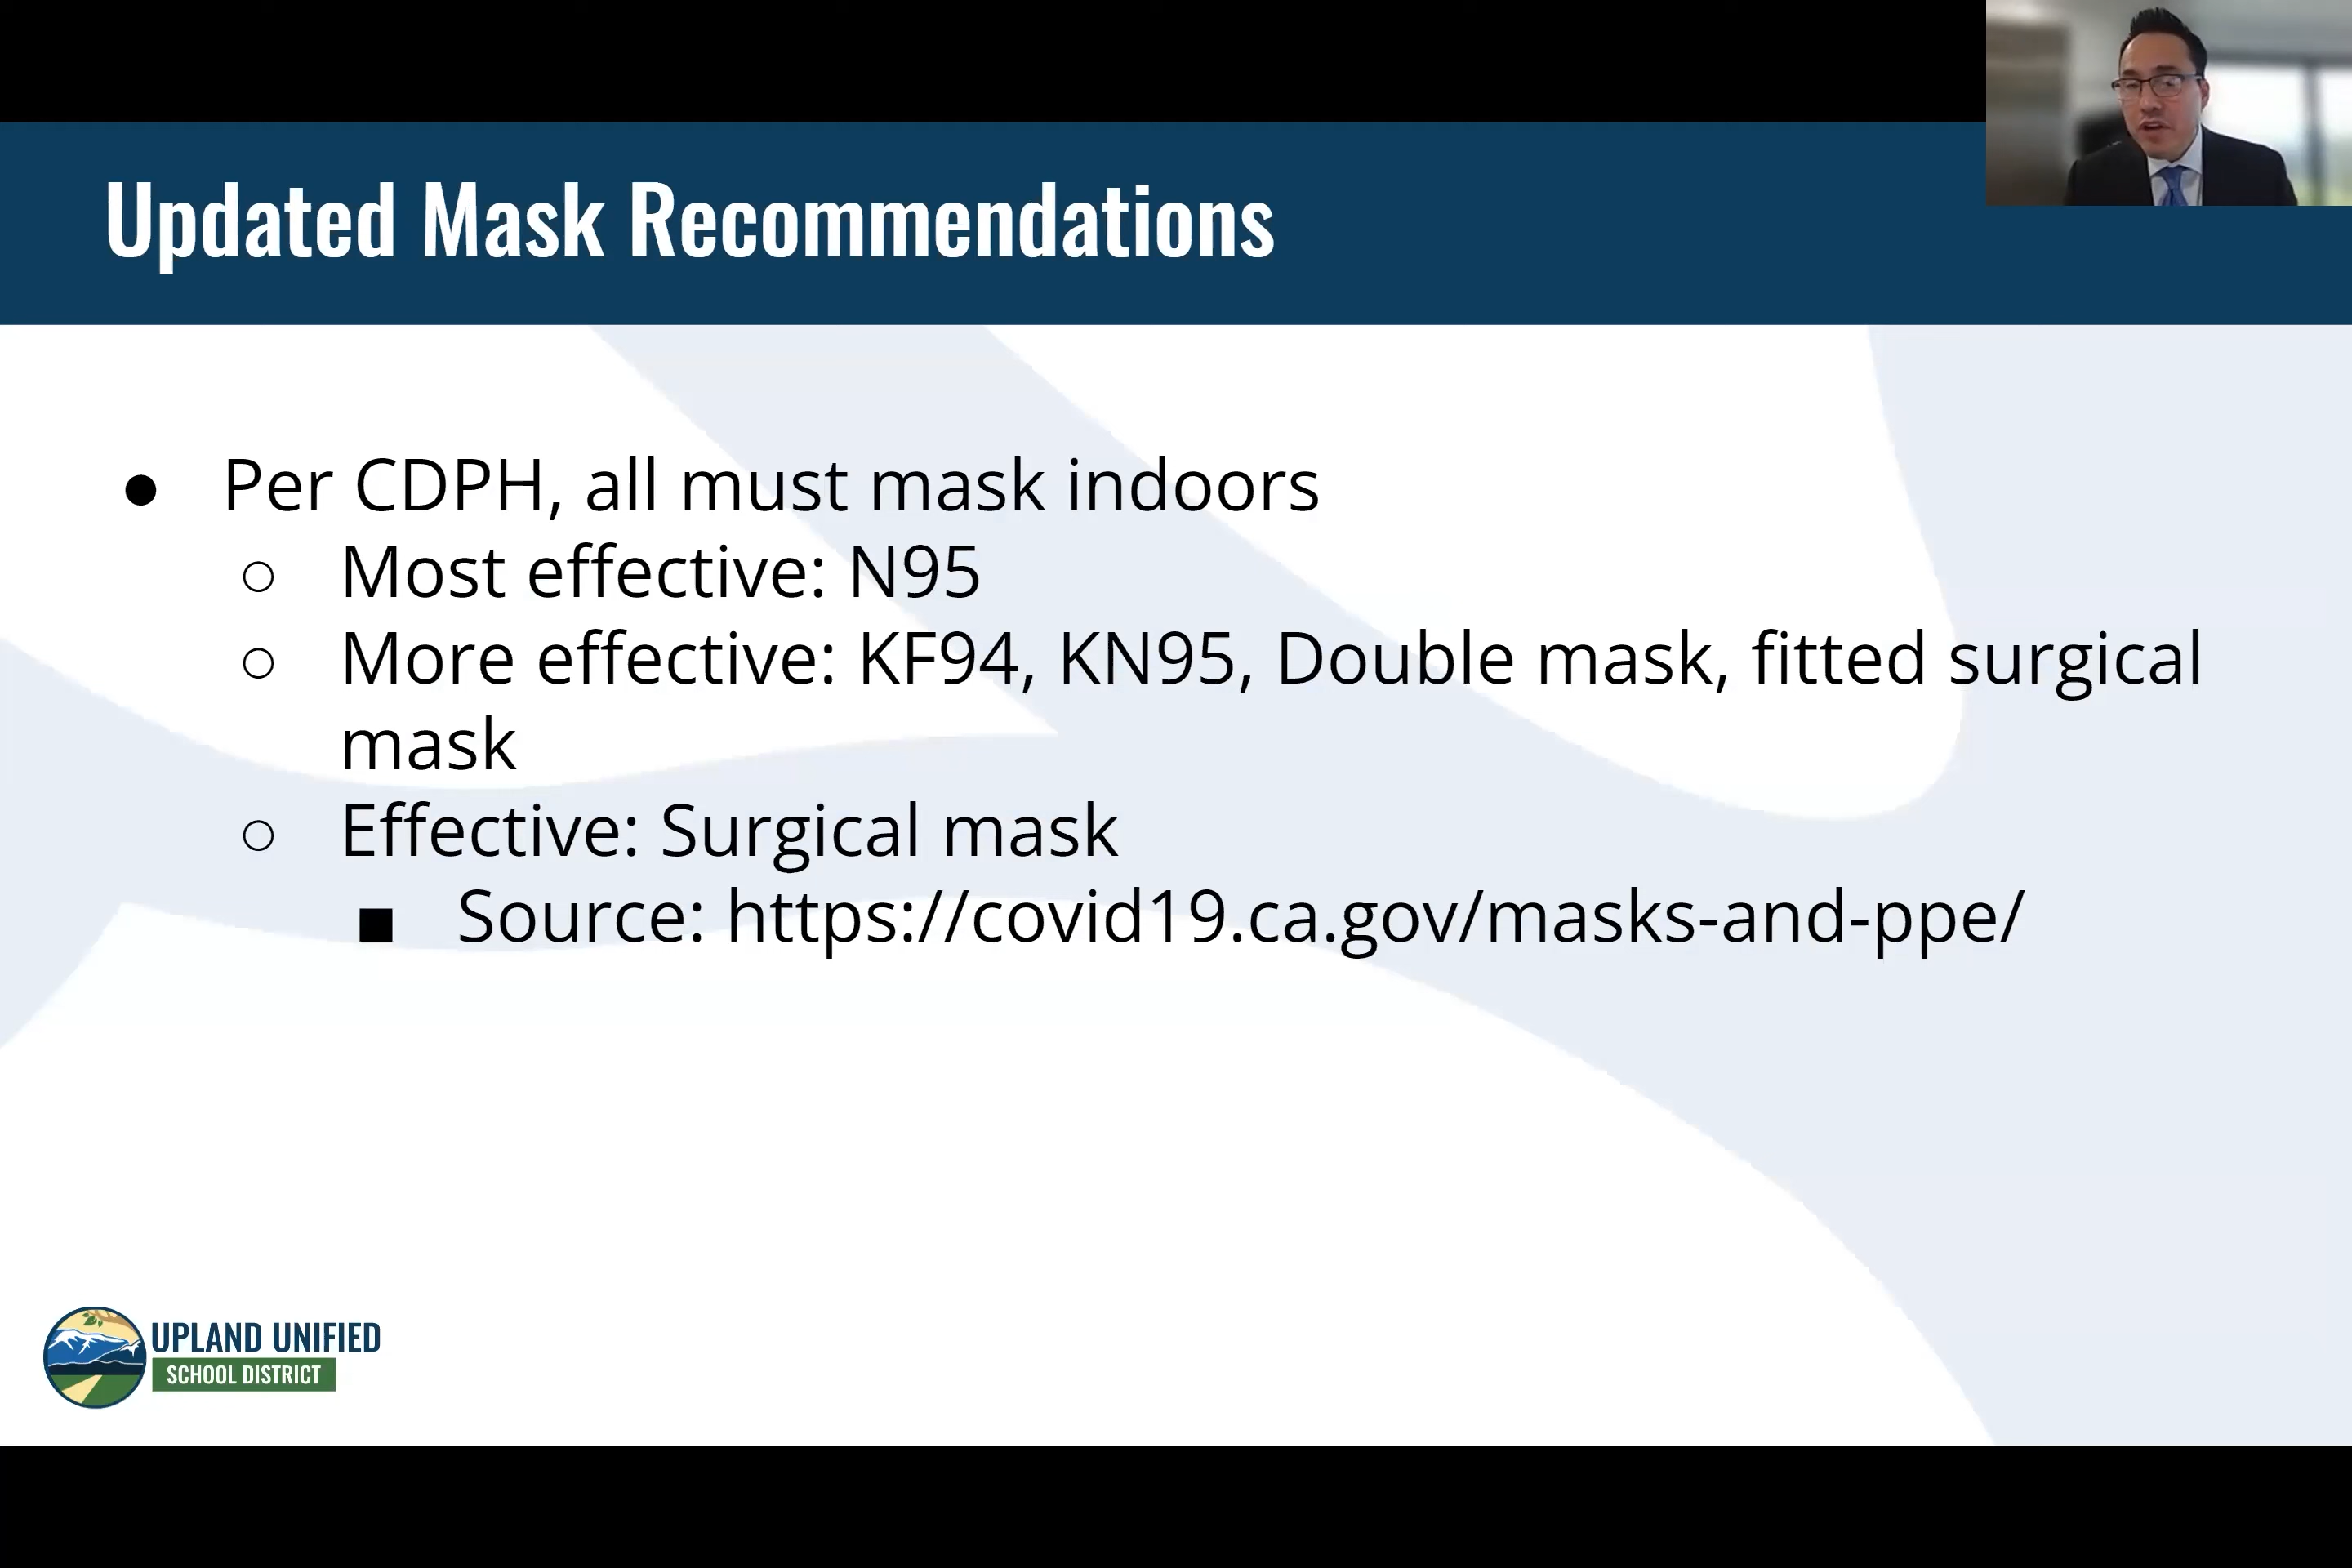 Updated Mask Recommendations
● Per CDPH, all must mask indoors
○ Most effective: N95
○ More effective: KF94, KN95, Double mask, fitted surgical
mask
○ Effective: Surgical mask
■ Source: https://covid19.ca.gov/masks-and-ppe/
UPLAND UNIFIED
SCHOOL DISTRICT